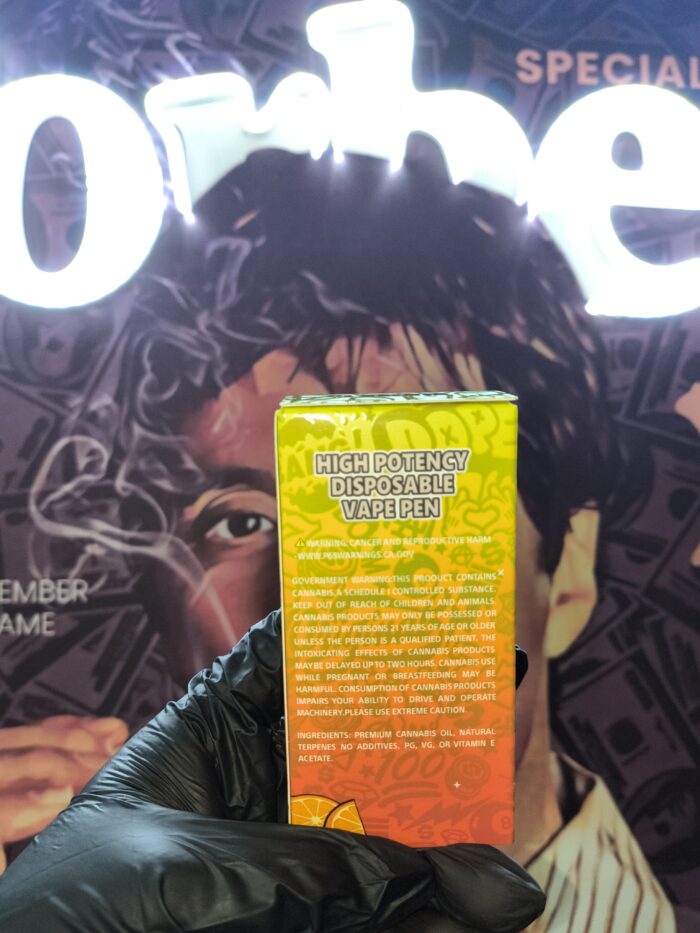 SPECIAL
DOPE
HIGH POTENCY
DISPOSABLE
VAPE PEN
WARNING: CANCER AND REPRODUCTIVE HARM
-WWW.P65WARNINGS.CA.GOV
GOVERNMENT WARNING:THIS PRODUCT CONTAINS
CANNABIS,A SCHEDULE I CONTROLLED SUBSTANCE.
KEEP OUT OF REACH OF CHILDREN AND ANIMALS.
CANNABIS PRODUCTS MAY ONLY BE POSSESSED OR
CONSUMED BY PERSONS 21 YEARS OF AGE OR OLDER
UNLESS THE PERSON IS A QUALIFIED PATIENT. THE
INTOXICATING EFFECTS OF CANNABIS PRODUCTS
MAY BE DELAYED UP TO TWO HOURS. CANNABIS USE
WHILE PREGNANT OR BREASTFEEDING MAY BE
HARMFUL. CONSUMPTION OF CANNABIS PRODUCTS
IMPAIRS YOUR ABILITY TO DRIVE AND OPERATE
MACHINERY.PLEASE USE EXTREME CAUTION.
INGREDIENTS: PREMIUM CANNABIS OIL, NATURAL
TERPENES NO ADDITIVES, PG, VG, OR VITAMIN E
ACETATE.
100
EMBER
AME